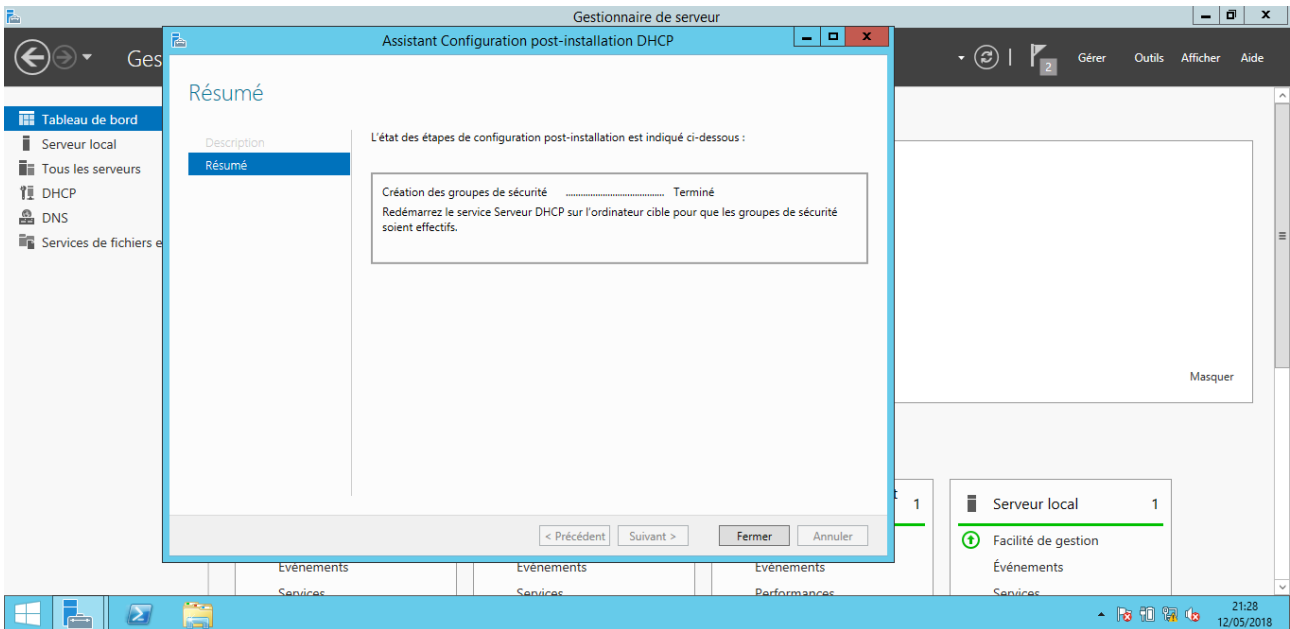 Gestionnaire de serveur
Assistant Configuration post-installation DHCP
Ges
2
Gérer Outils Afficher Aide
Résumé
Tableau de bord
Serveur local
Tous les serveurs
DHCP
DNS
Services de fichiers e
Description
Résumé
L'état des étapes de configuration post-installation est indiqué ci-dessous :
Création des groupes de sécurité ........................................ Terminé
Redémarrez le service Serveur DHCP sur l'ordinateur cible pour que les groupes de sécurité
soient effectifs.
Masquer
< Précédent Suivant > Fermer Annuler
t 1
Serveur local 1
Facilité de gestion
Événements
Services
Événements
Services
Événements
Services
Événements
Performances
21:28
12/05/2018